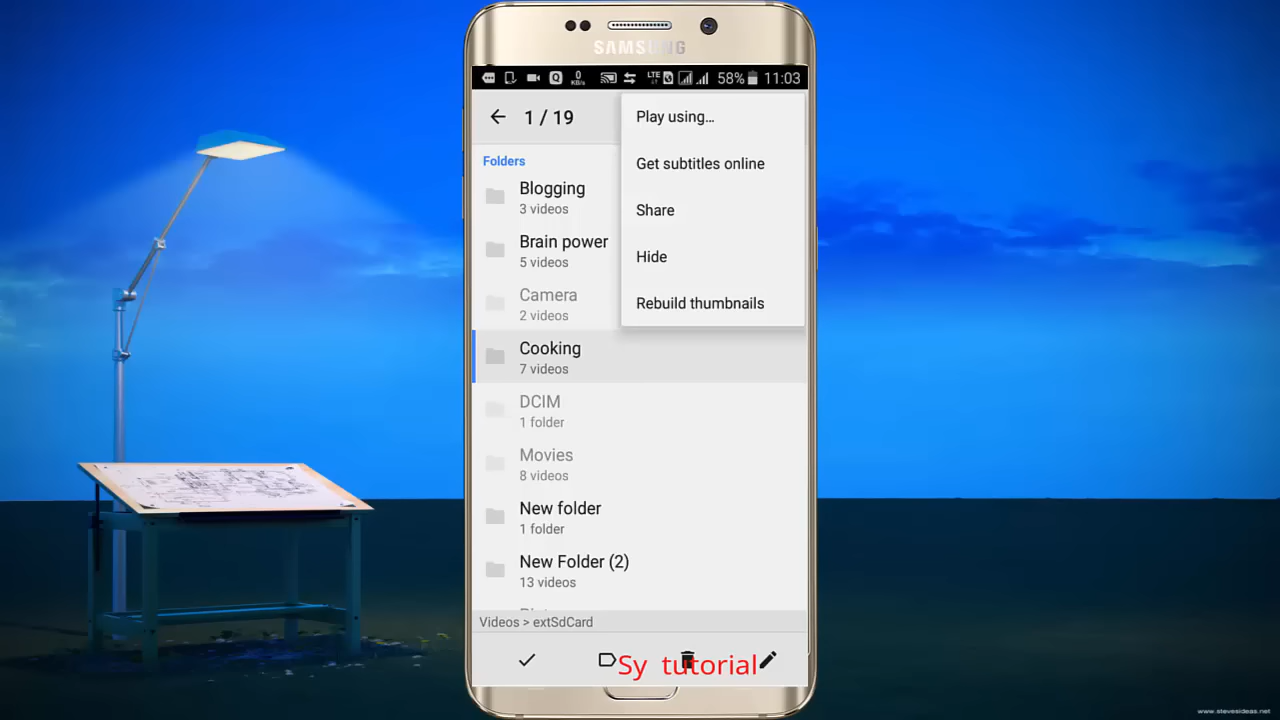 SAMSUNG
0
KB/s
LTE
58%
11:03
1 / 19
Play using...
Get subtitles online
Share
Hide
Rebuild thumbnails
Folders
Blogging
3 videos
Brain power
5 videos
Camera
2 videos
Cooking
7 videos
DCIM
1 folder
Movies
8 videos
New folder
1 folder
New Folder (2)
13 videos
Videos > extSdCard
Sy tutorial
www.stevesideas.net